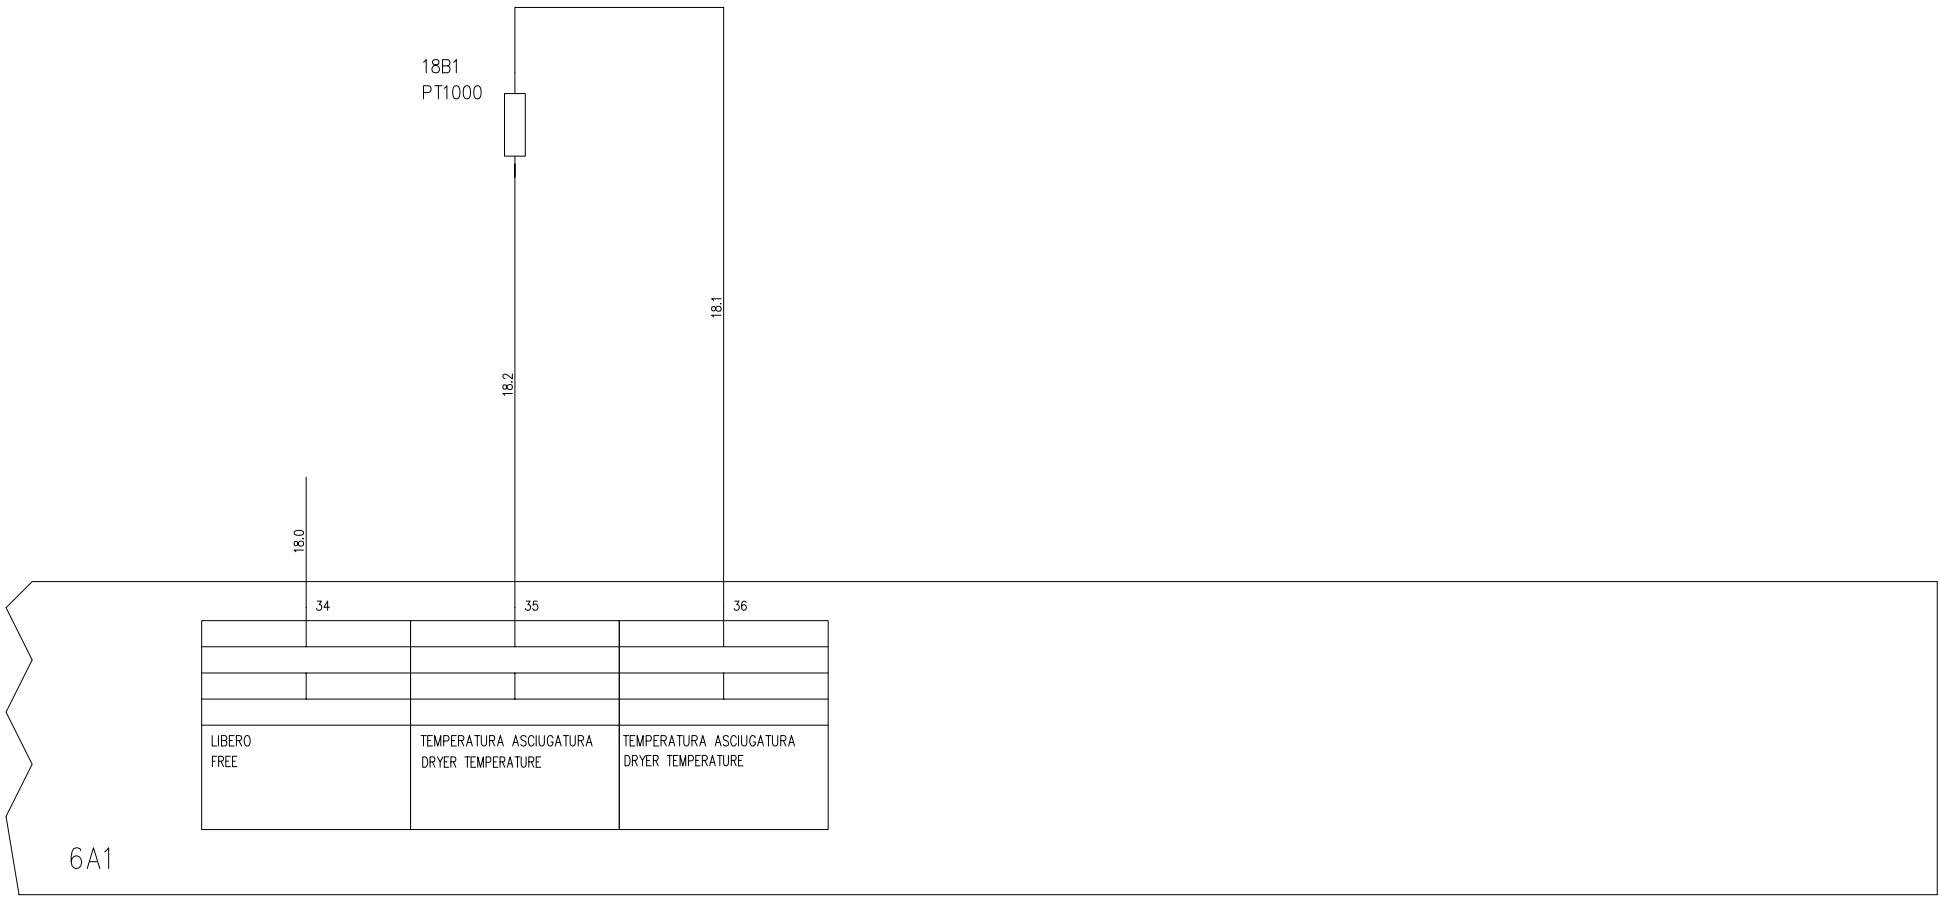 18B1
PT1000
18.1
18.2
18.0
34
35
36
LIBERO
FREE
TEMPERATURA ASCIUGATURA
DRYER TEMPERATURE
TEMPERATURA ASCIUGATURA
DRYER TEMPERATURE
6A1